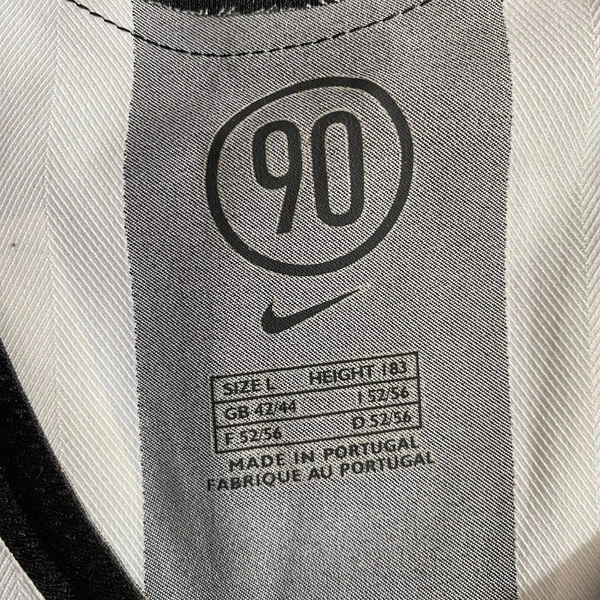 90
SIZE L HEIGHT 183
GB 42/44 I 52/56
F 52/56 D 52/56
MADE IN PORTUGAL
FABRIQUE AU PORTUGAL